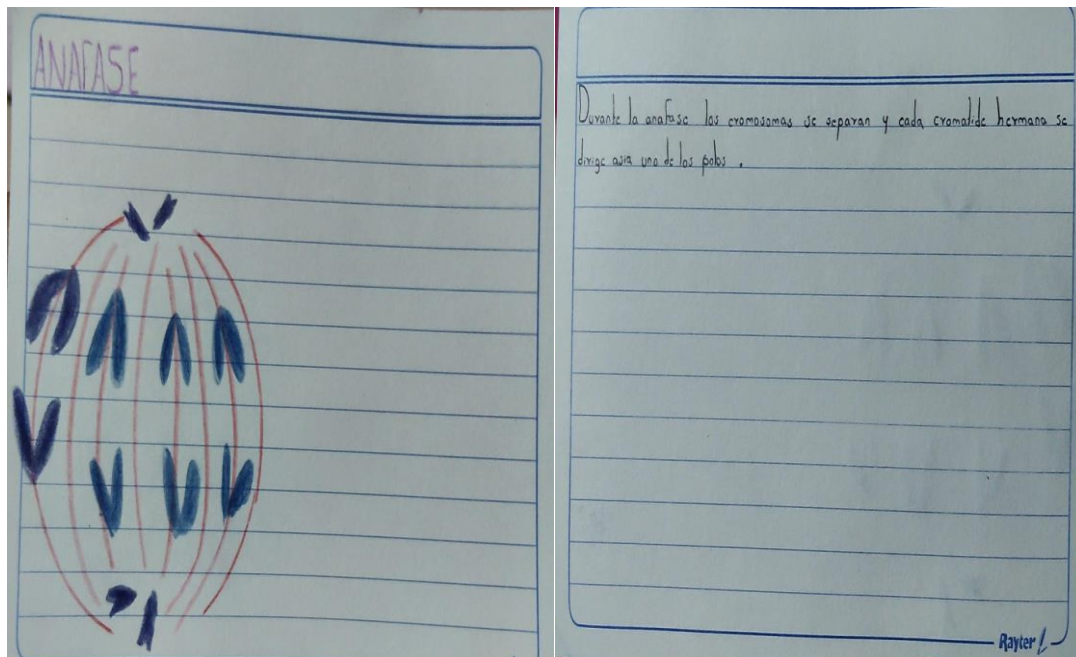 ANAFASE
Durante la anafase los cromosomas se separan y cada cromatide hermana se
dirige asia uno de los polos .
Rayter